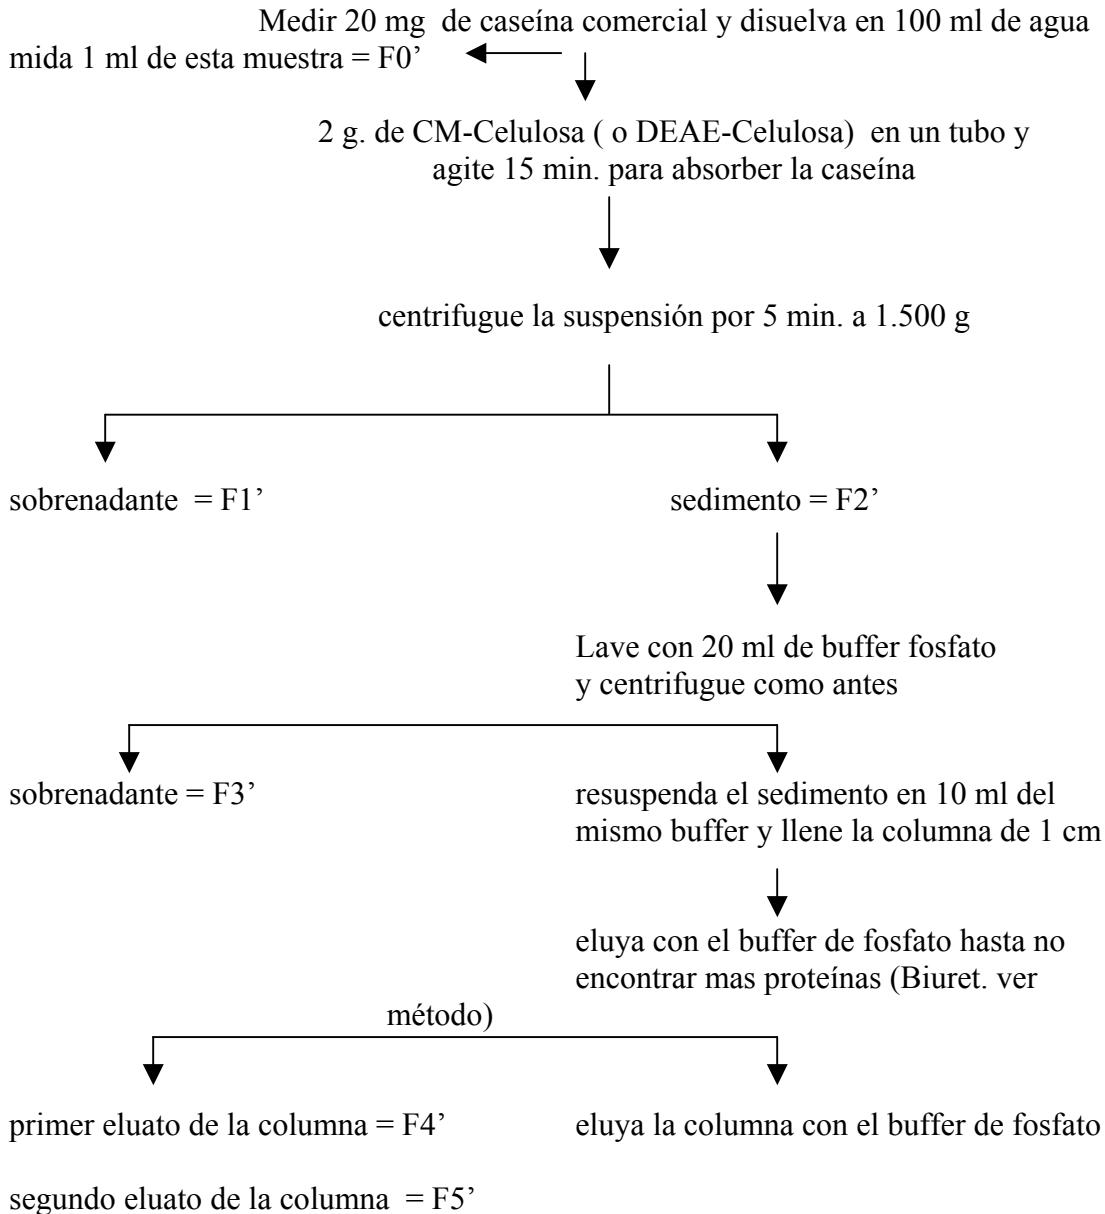 Medir 20 mg  de caseína comercial y disuelva en 100 ml de agua
mida 1 ml de esta muestra = F0’
2 g. de CM-Celulosa ( o DEAE-Celulosa)  en un tubo y
agite 15 min. para absorber la caseína
centrifugue la suspensión por 5 min. a 1.500 g
sobrenadante  = F1’
sedimento = F2’
Lave con 20 ml de buffer fosfato
y centrifugue como antes
sobrenadante = F3’
resuspenda el sedimento en 10 ml del
mismo buffer y llene la columna de 1 cm
eluya con el buffer de fosfato hasta no
encontrar mas proteínas (Biuret. ver
método)
primer eluato de la columna = F4’
eluya la columna con el buffer de fosfato
segundo eluato de la columna  = F5’